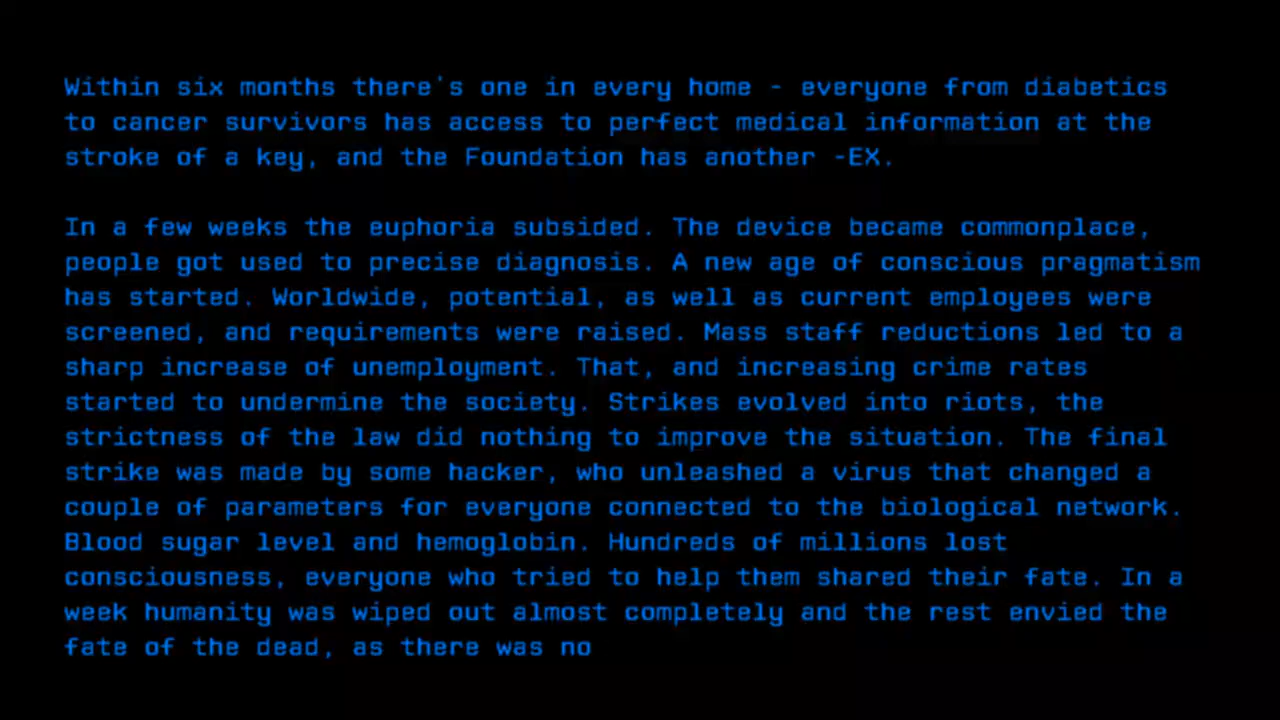 Within six months there's one in every home - everyone from diabetics
to cancer survivors has access to perfect medical information at the
stroke of a key, and the Foundation has another -EX.
In a few weeks the euphoria subsided. The device became commonplace,
people got used to precise diagnosis. A new age of conscious pragmatism
has started. Worldwide, potential, as well as current employees were
screened, and requirements were raised. Mass staff reductions led to a
sharp increase of unemployment. That, and increasing crime rates
started to undermine the society. Strikes evolved into riots, the
strictness of the law did nothing to improve the situation. The final
strike was made by some hacker, who unleashed a virus that changed a
couple of parameters for everyone connected to the biological network.
Blood sugar level and hemoglobin. Hundreds of millions lost
consciousness, everyone who tried to help them shared their fate. In a
week humanity was wiped out almost completely and the rest envied the
fate of the dead, as there was no